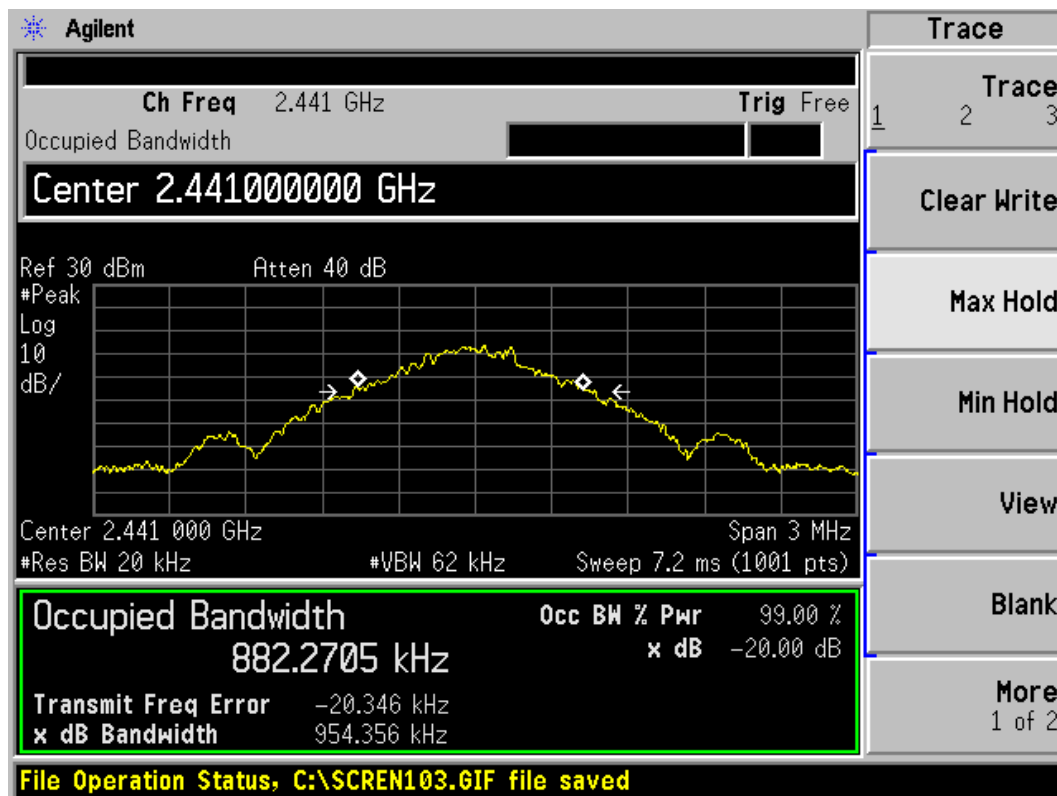 Agilent
Trace
Ch Freq 2.441 GHz
Trig Free
Occupied Bandwidth
Center 2.441000000 GHz
Ref 30 dBm
Atten 40 dB
#Peak
Log
10
dB/
Center 2.441 000 GHz
Span 3 MHz
#Res BW 20 kHz
#VBW 62 kHz
Sweep 7.2 ms (1001 pts)
Occupied Bandwidth
882.2705 kHz
Occ BW % Pwr 99.00 %
x dB -20.00 dB
Transmit Freq Error -20.346 kHz
x dB Bandwidth 954.356 kHz
File Operation Status, C:\SCREN103.GIF file saved
Trace
1 2 3
Clear Write
Max Hold
Min Hold
View
Blank
More
1 of 2